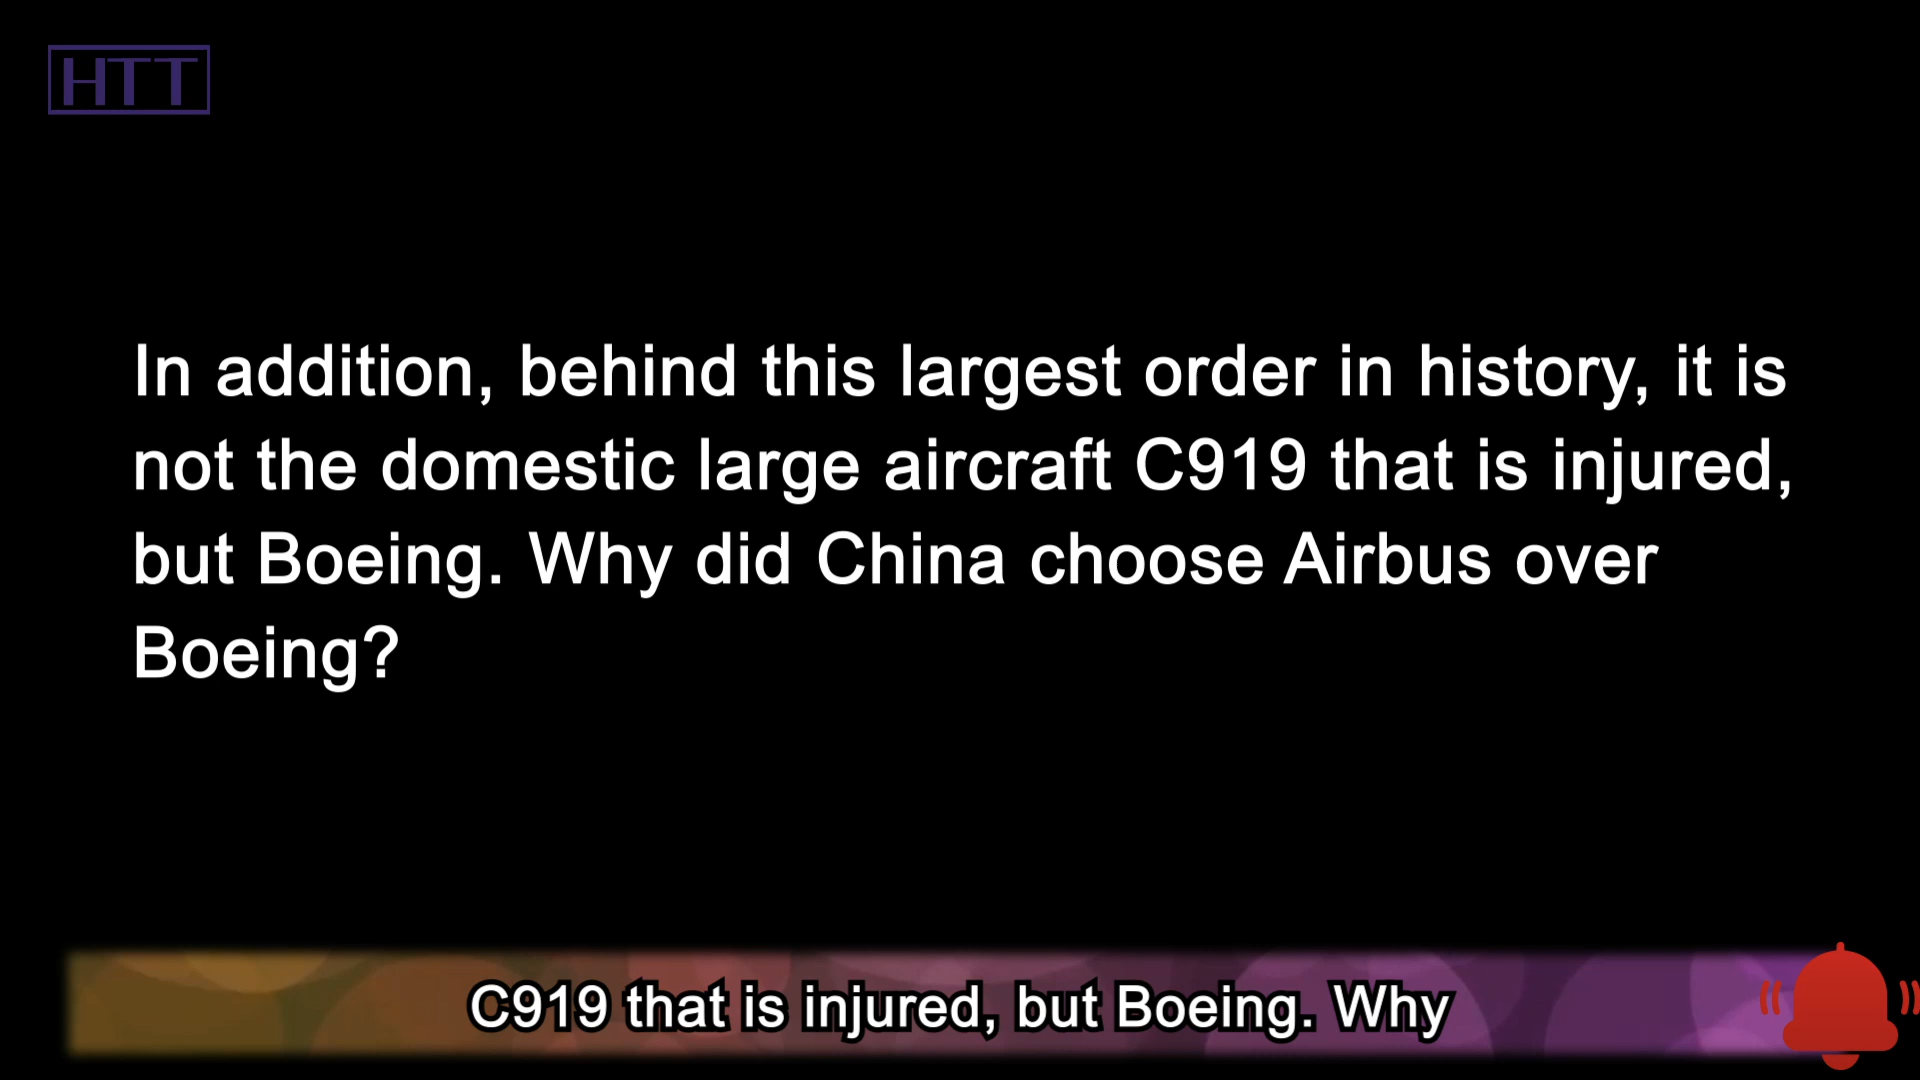 HTT
In addition, behind this largest order in history, it is
not the domestic large aircraft C919 that is injured,
but Boeing. Why did China choose Airbus over
Boeing?
C919 that is injured, but Boeing. Why